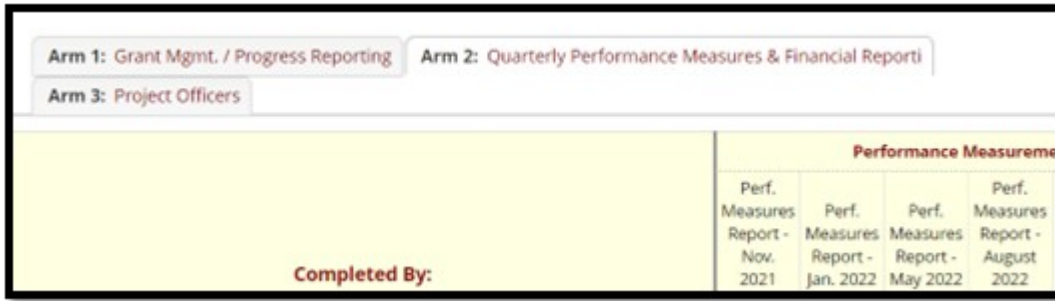 Arm 1: Grant Mgmt. / Progress Reporting
Arm 2: Quarterly Performance Measures & Financial Reporti
Arm 3: Project Officers
Performance Measureme
Completed By:
Perf.
Measures
Report -
Nov.
2021
Perf.
Measures
Report -
Jan. 2022
Perf.
Measures
Report -
May 2022
Perf.
Measures
Report -
August
2022